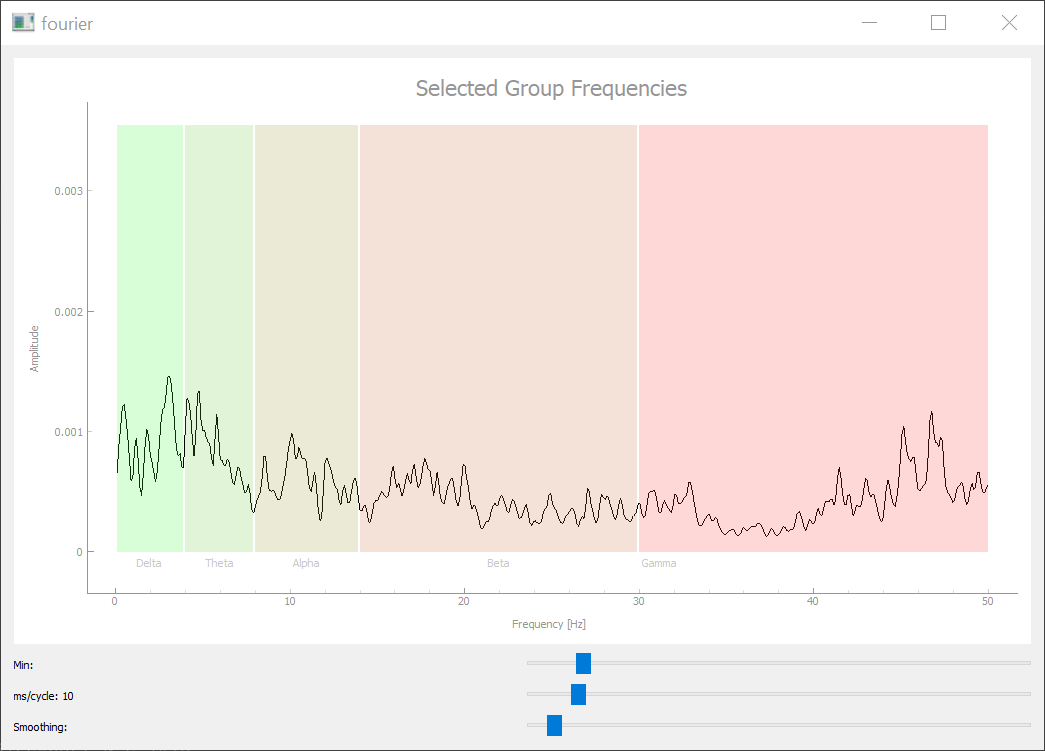 fourier
Selected Group Frequencies
0.003
0.002
0.001
0
Amplitude
Delta Theta Alpha Beta Gamma
0 10 20 30 40 50
Frequency [Hz]
Min:
ms/cycle: 10
Smoothing: